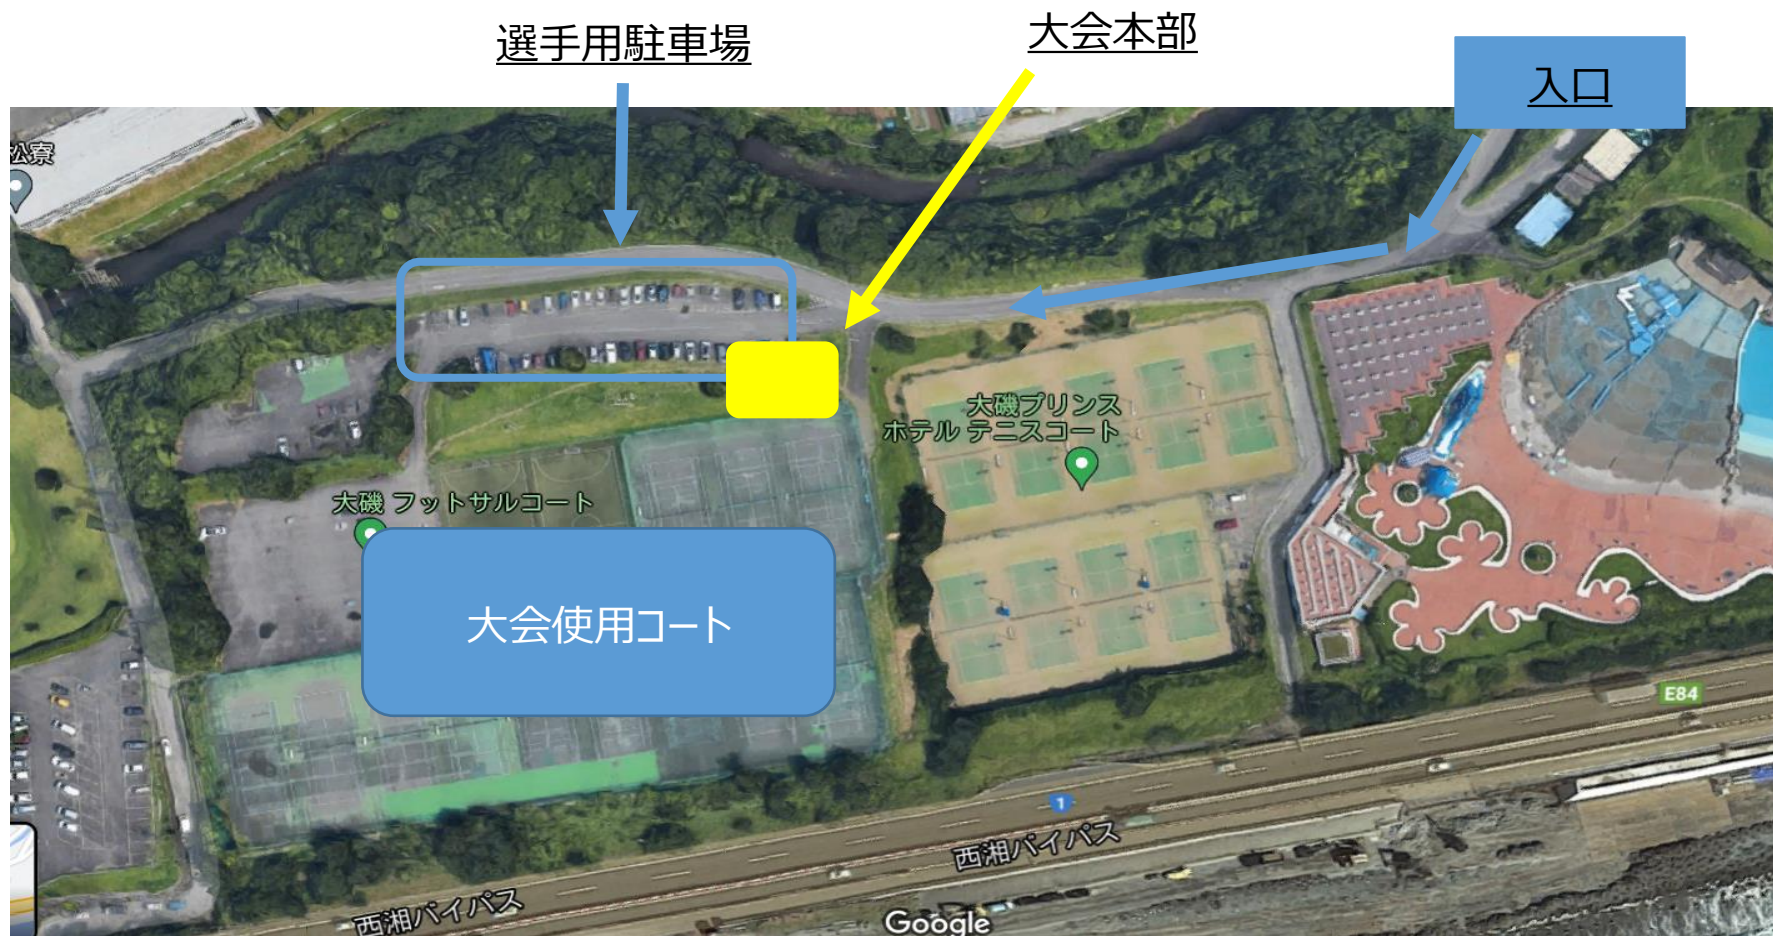 選手用駐車場
大会本部
入口
松寮
大磯プリンス
ホテル テニスコート
大磯 フットサルコート
大会使用コート
E84
1
西湘バイパス
西湘バイパス
Google